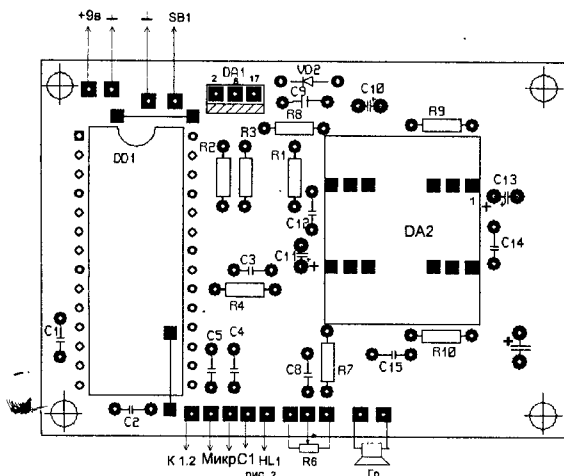 +9в ⊥ ⊥ SB1
DA1
2 8 17
VD2
C9
C10
R8
R9
R2 R3 R1
DD1
C12
1
+
C13
DA2
C14
C11
+
C3
R4
C1
C5 C4
C8
R7
C15
R10
+
C2
К 1.2 МикрС1 HL1 R6 Гр
рис. 2